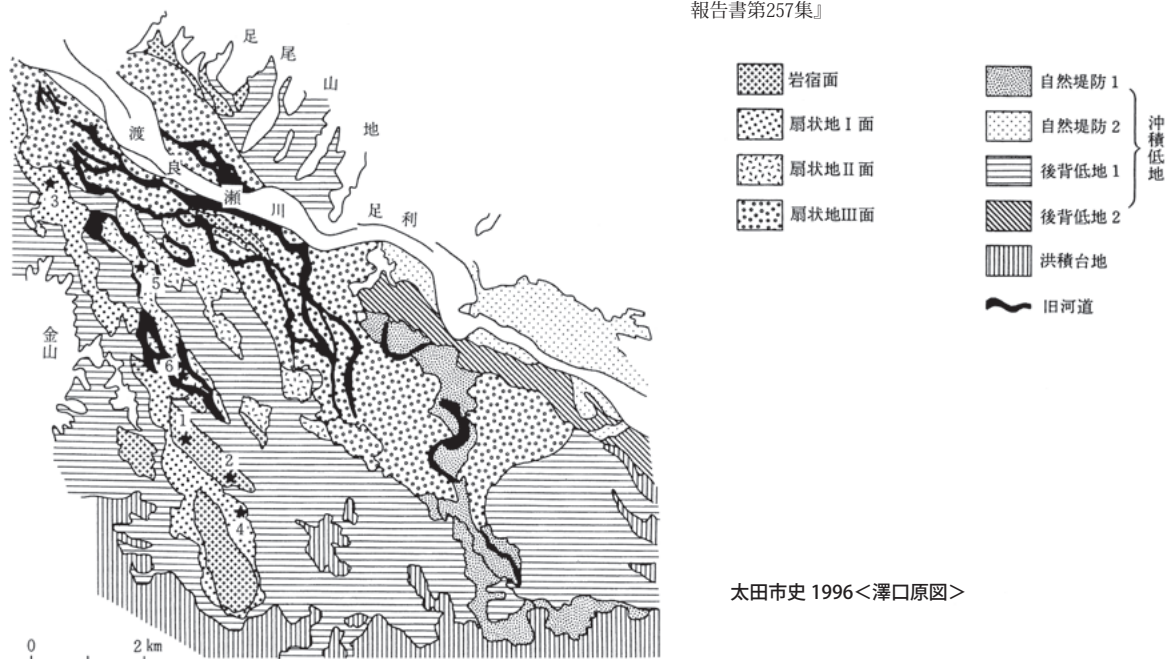 報告書第257集』
足尾山地
渡良瀬川
足利
金山
3
5
6
1
2
4
0 2km
岩宿面
扇状地Ⅰ面
扇状地Ⅱ面
扇状地Ⅲ面
自然堤防1
自然堤防2
後背低地1
後背低地2
沖積低地
洪積台地
旧河道
太田市史 1996<澤口原図>